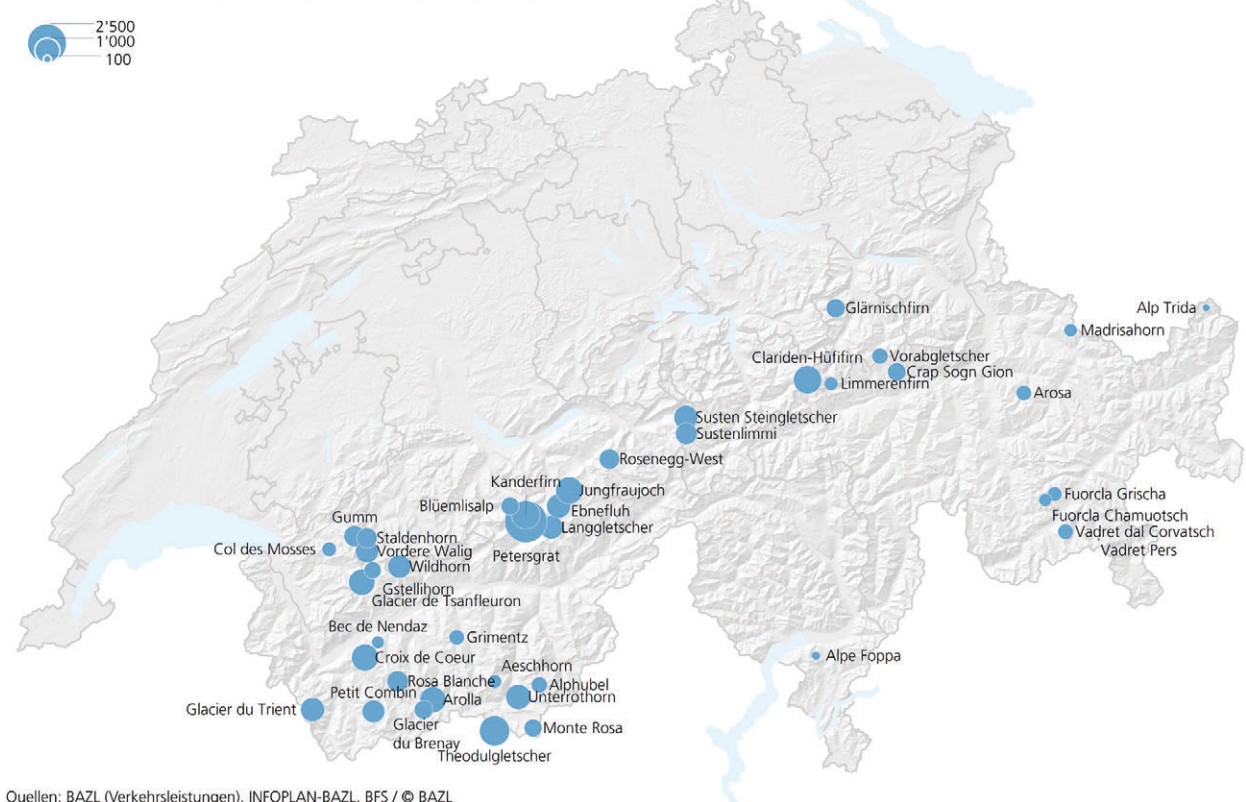 2'500
1'000
100
Glärnischfirn
Alp Trida
Madrisahorn
Clariden-Hüfifirn
Vorabgletscher
Crap Sogn Gion
Limmerenfirn
Arosa
Susten Steingletscher
Sustenlimmi
Rosenegg-West
Kanderfirn
Jungfraujoch
Blüemlisalp
Ebnefluh
Langgletscher
Petersgrat
Fuorcla Grischa
Fuorcla Chamuotsch
Vadret dal Corvatsch
Vadret Pers
Gumm
Staldenhorn
Col des Mosses
Vordere Walig
Wildhorn
Gstellihorn
Glacier de Tsanfleuron
Bec de Nendaz
Grimentz
Croix de Coeur
Aeschhorn
Alpe Foppa
Rosa Blanche
Alphubel
Petit Combin
Arolla
Unterrothorn
Glacier du Trient
Glacier
du Brenay
Monte Rosa
Theodulgletscher
Quellen: BAZL (Verkehrsleistungen), INFOPLAN-BAZL, BFS / © BAZL